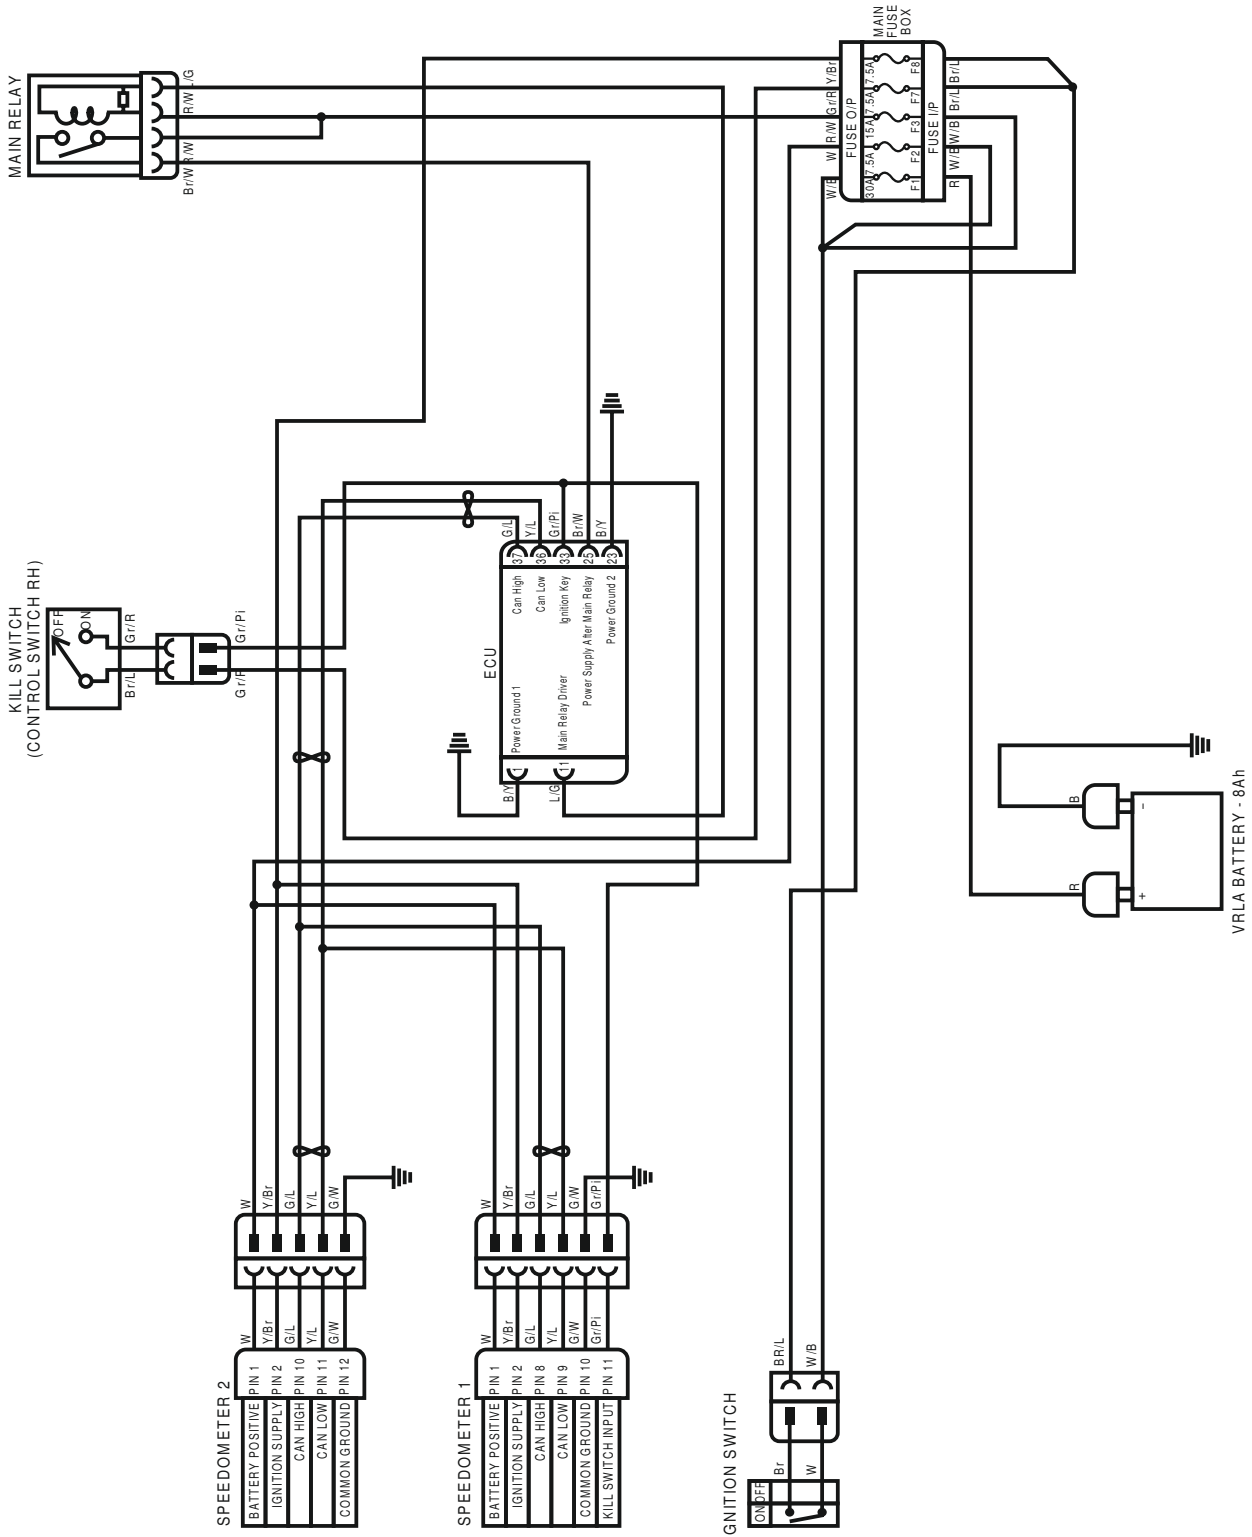 MAIN RELAY
L/G
R/W
R/W
Br/W
KILL SWITCH
(CONTROL SWITCH RH)
OFF
ON
Br/L
Gr/R
Gr/Pi
MAIN
FUSE
BOX
FUSE O/P
FUSE I/P
W
R/W
Gr/R
Y/Br
30A
7.5A
15A
7.5A
7.5A
F1
F2
F3
F7
F8
R
W/B
W/B
Br/L
Br/L
ECU
37
36
33
25
23
G/L
Y/L
Gr/Pi
Br/W
B/Y
Can High
Can Low
Ignition Key
Power Supply After Main Relay
Power Ground 2
Power Ground 1
Main Relay Driver
1
11
B/Y
L/G
SPEEDOMETER 2
BATTERY POSITIVE
IGNITION SUPPLY
CAN HIGH
CAN LOW
COMMON GROUND
PIN 1
PIN 2
PIN 10
PIN 11
PIN 12
W
Y/Br
G/L
Y/L
G/W
W
Y/Br
G/L
Y/L
G/W
SPEEDOMETER 1
BATTERY POSITIVE
IGNITION SUPPLY
CAN HIGH
CAN LOW
COMMON GROUND
KILL SWITCH INPUT
PIN 1
PIN 2
PIN 8
PIN 9
PIN 10
PIN 11
W
Y/Br
G/L
Y/L
G/W
Gr/Pi
W
Y/Br
G/L
Y/L
G/W
Gr/Pi
GNITION SWITCH
ON
OFF
Br
W
BR/L
W/B
R
B
+
-
VRLA BATTERY - 8Ah